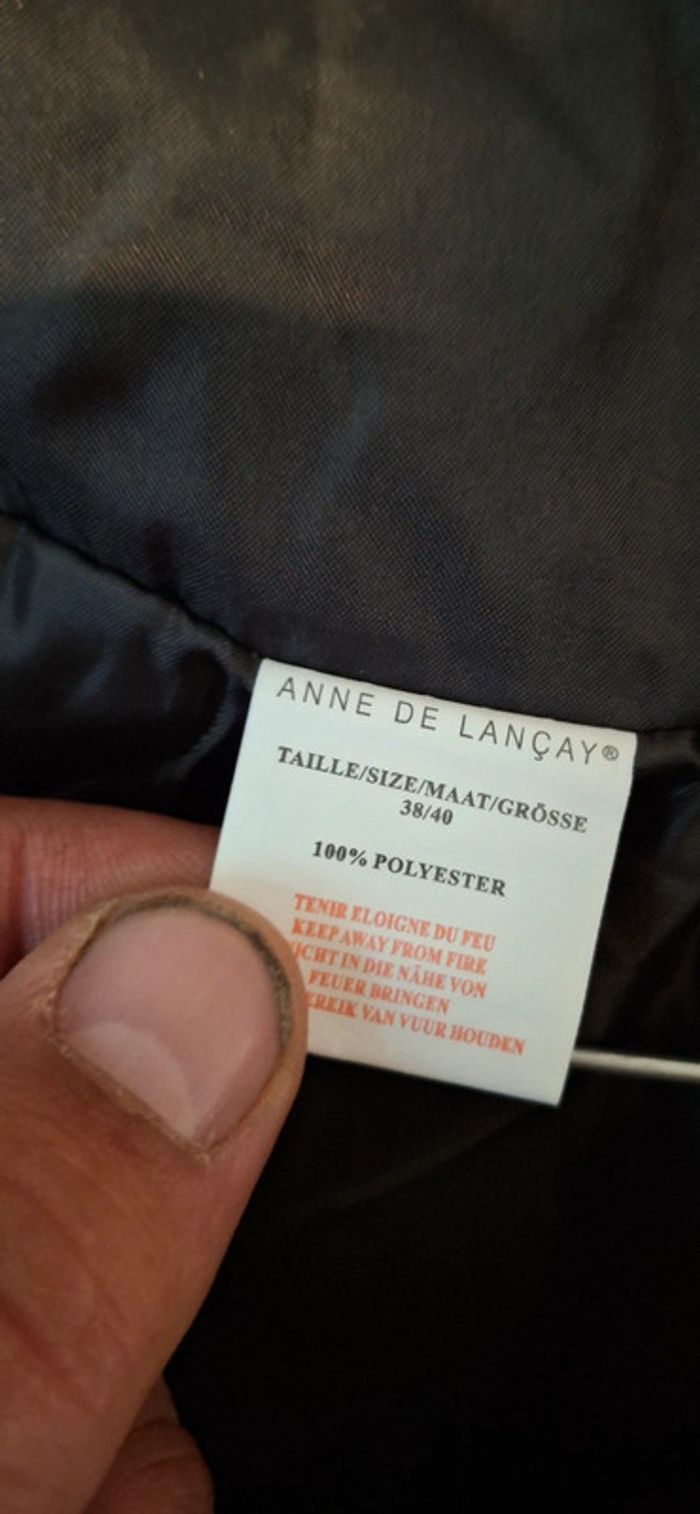 ANNE DE LANÇAY®
TAILLE/SIZE/MAAT/GRÖSSE
38/40
100% POLYESTER
TENIR ELOIGNE DU FEU
KEEP AWAY FROM FIRE
IN DIE NÄHE VON
FEUER BRINGEN
VAN VUUR HOUDEN